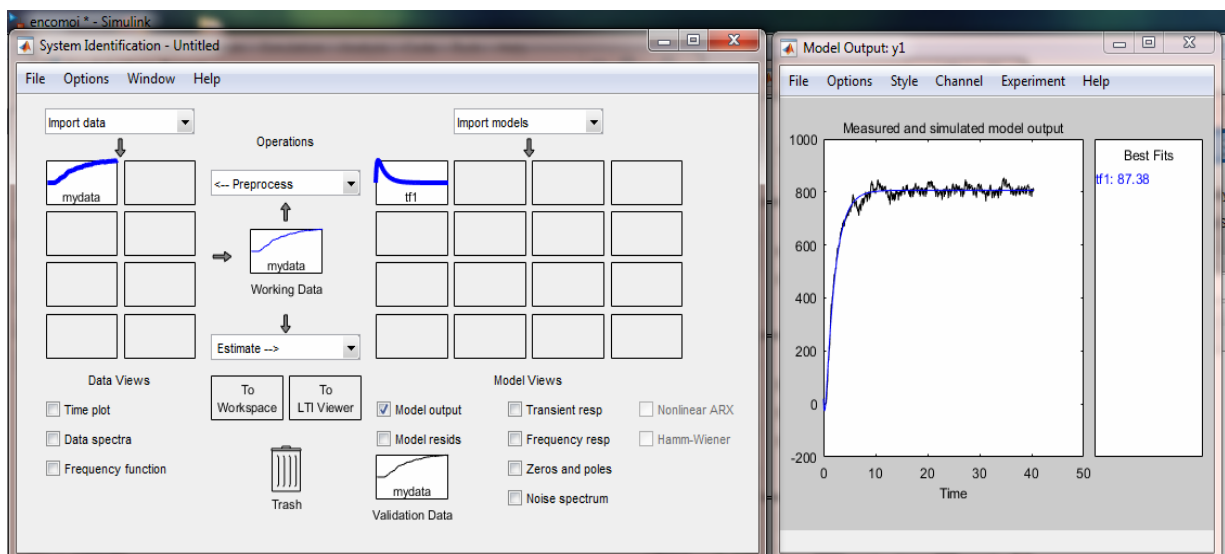 encomoi * - Simulink
System Identification - Untitled
File Options Window Help
Import data
Import models
Operations
mydata
<-- Preprocess
tf1
mydata
Working Data
Estimate -->
Data Views
Model Views
To Workspace
To LTI Viewer
Time plot
Data spectra
Frequency function
Trash
Model output
Model resids
Transient resp
Frequency resp
Zeros and poles
Noise spectrum
Nonlinear ARX
Hamm-Wiener
mydata
Validation Data
Model Output: y1
File Options Style Channel Experiment Help
Measured and simulated model output
1000
800
600
400
200
0
-200
0 10 20 30 40 50
Time
Best Fits
tf1: 87.38